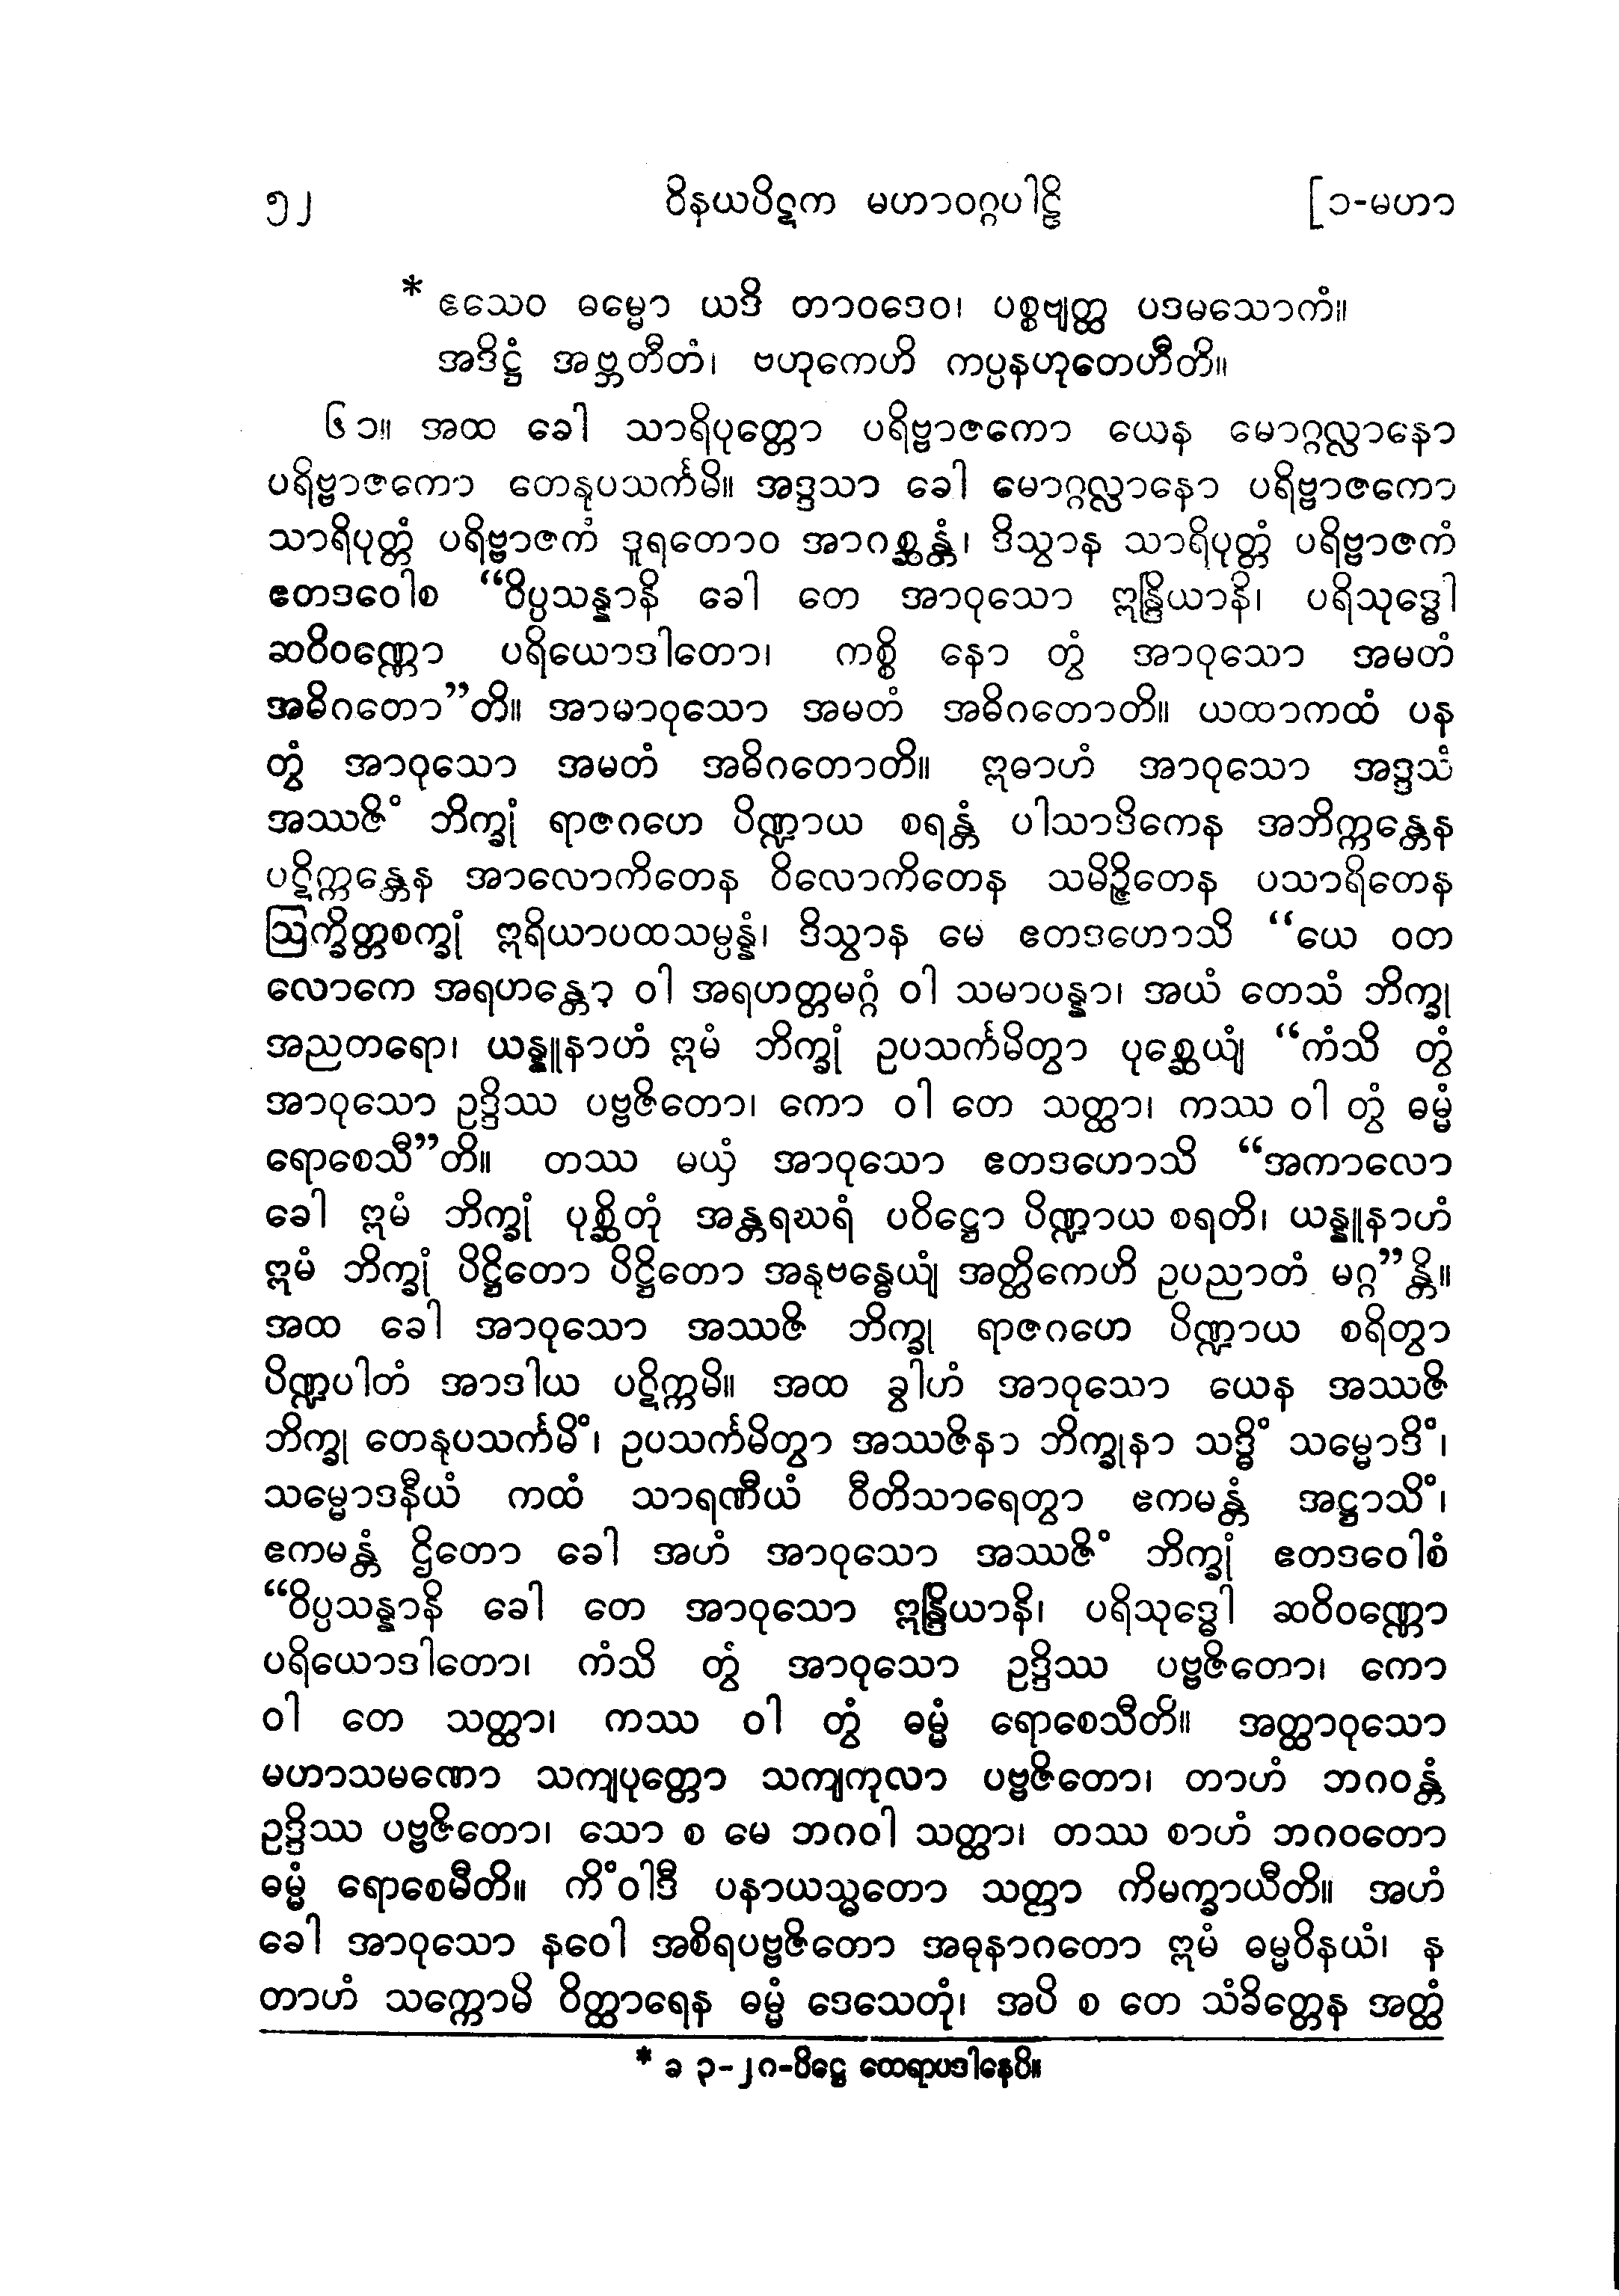 ၅၂ ဝိနယပိဋက မဟာဝဂ္ဂပါဠိ [၁-မဟာ
* ဧသေဝ ဓမ္မော ယဒိ တာဝဒေဝ၊ ပစ္စဗျတ္ထ ပဒမသောကံ။
အဒိဋ္ဌံ အဗ္ဘတီတံ၊ ဗဟုကေဟိ ကပ္ပနဟုတေဟီတိ။
၆၁။ အထ ခေါ သာရိပုတ္တော ပရိဗ္ဗာဇကော ယေန မောဂ္ဂလ္လာနော
ပရိဗ္ဗာဇကော တေနုပသင်္ကမိ။ အဒ္ဒသာ ခေါ မောဂ္ဂလ္လာနော ပရိဗ္ဗာဇကော
သာရိပုတ္တံ ပရိဗ္ဗာဇကံ ဒူရတောဝ အာဂစ္ဆန္တံ၊ ဒိသွာန သာရိပုတ္တံ ပရိဗ္ဗာဇကံ
ဧတဒဝေါစ “ဝိပ္ပသန္နာနိ ခေါ တေ အာဝုသော ဣန္ဒြိယာနိ၊ ပရိသုဒ္ဓေါ
ဆဝိဝဏ္ဏော ပရိယောဒါတော၊ ကစ္စိ နော တွံ အာဝုသော အမတံ
အဓိဂတော”တိ။ အာမာဝုသော အမတံ အဓိဂတောတိ။ ယထာကထံ ပန
တွံ အာဝုသော အမတံ အဓိဂတောတိ။ ဣဓာဟံ အာဝုသော အဒ္ဒသံ
အဿဇိံ ဘိက္ခုံ ရာဇဂဟေ ပိဏ္ဍာယ စရန္တံ ပါသာဒိကေန အဘိက္ကန္တေန
ပဋိက္ကန္တေန အာလောကိတေန ဝိလောကိတေန သမိဉ္ဇိတေန ပသာရိတေန
ဩက္ခိတ္တစက္ခုံ ဣရိယာပထသမ္ပန္နံ၊ ဒိသွာန မေ ဧတဒဟောသိ “ယေ ဝတ
လောကေ အရဟန္တော ဝါ အရဟတ္တမဂ္ဂံ ဝါ သမာပန္နာ၊ အယံ တေသံ ဘိက္ခု
အညတရော၊ ယန္နူနာဟံ ဣမံ ဘိက္ခုံ ဥပသင်္ကမိတွာ ပုစ္ဆေယျံ “ကံသိ တွံ
အာဝုသော ဥဒ္ဒိဿ ပဗ္ဗဇိတော၊ ကော ဝါ တေ သတ္ထာ၊ ကဿ ဝါ တွံ ဓမ္မံ
ရောစေသီ”တိ။ တဿ မယှံ အာဝုသော ဧတဒဟောသိ “အကာလော
ခေါ ဣမံ ဘိက္ခုံ ပုစ္ဆိတုံ အန္တရဃရံ ပဝိဋ္ဌော ပိဏ္ဍာယ စရတိ၊ ယန္နူနာဟံ
ဣမံ ဘိက္ခုံ ပိဋ္ဌိတော ပိဋ္ဌိတော အနုဗန္ဓေယျံ အတ္ထိကေဟိ ဥပညာတံ မဂ္ဂ”န္တိ။
အထ ခေါ အာဝုသော အဿဇိ ဘိက္ခု ရာဇဂဟေ ပိဏ္ဍာယ စရိတွာ
ပိဏ္ဍပါတံ အာဒါယ ပဋိက္ကမိ။ အထ ခွါဟံ အာဝုသော ယေန အဿဇိ
ဘိက္ခု တေနုပသင်္ကမိံ၊ ဥပသင်္ကမိတွာ အဿဇိနာ ဘိက္ခုနာ သဒ္ဓိံ သမ္မောဒိံ၊
သမ္မောဒနီယံ ကထံ သာရဏီယံ ဝီတိသာရေတွာ ဧကမန္တံ အဋ္ဌာသိံ၊
ဧကမန္တံ ဌိတော ခေါ အဟံ အာဝုသော အဿဇိံ ဘိက္ခုံ ဧတဒဝေါစံ
“ဝိပ္ပသန္နာနိ ခေါ တေ အာဝုသော ဣန္ဒြိယာနိ၊ ပရိသုဒ္ဓေါ ဆဝိဝဏ္ဏော
ပရိယောဒါတော၊ ကံသိ တွံ အာဝုသော ဥဒ္ဒိဿ ပဗ္ဗဇိတော၊ ကော
ဝါ တေ သတ္ထာ၊ ကဿ ဝါ တွံ ဓမ္မံ ရောစေသီတိ။ အတ္ထာဝုသော
မဟာသမဏော သကျပုတ္တော သကျကုလာ ပဗ္ဗဇိတော၊ တာဟံ ဘဂဝန္တံ
ဥဒ္ဒိဿ ပဗ္ဗဇိတော၊ သော စ မေ ဘဂဝါ သတ္ထာ၊ တဿ စာဟံ ဘဂဝတော
ဓမ္မံ ရောစေမီတိ။ ကိံဝါဒီ ပနာယသ္မတော သတ္ထာ ကိမက္ခာယီတိ။ အဟံ
ခေါ အာဝုသော နဝေါ အစိရပဗ္ဗဇိတော အဓုနာဂတော ဣမံ ဓမ္မဝိနယံ၊ န
တာဟံ သက္ကောမိ ဝိတ္ထာရေန ဓမ္မံ ဒေသေတုံ၊ အပိ စ တေ သံခိတ္တေန အတ္ထံ
* ခ ၃-၂၈-ပိဋ္ဌေ ထေရာပဒါနေပိ။